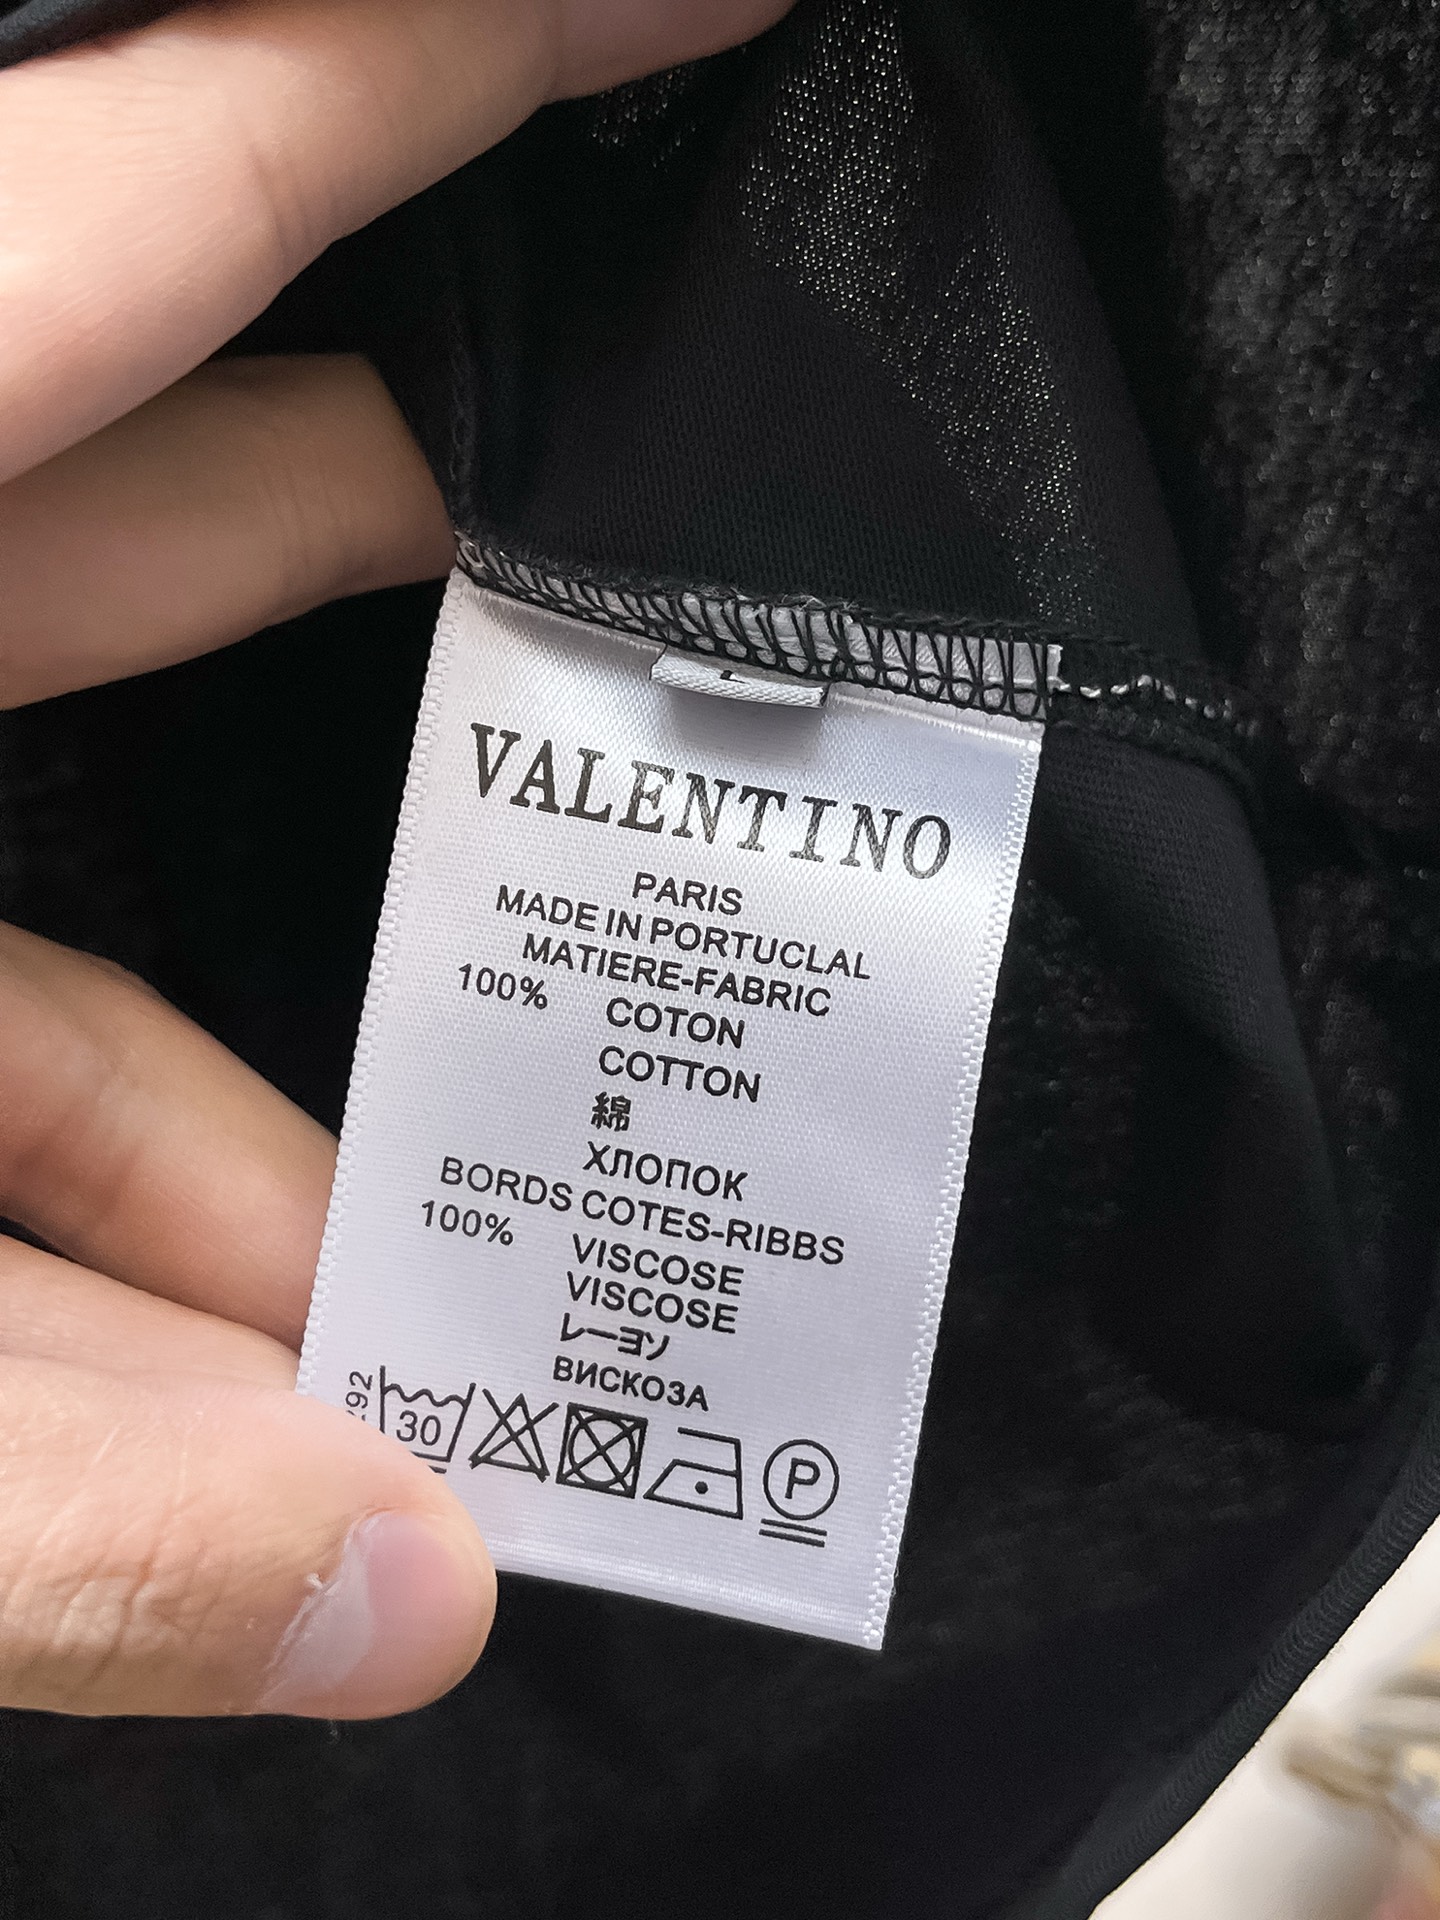 L
VALENTINO
PARIS
MADE IN PORTUCLAL
MATIERE-FABRIC
100% COTON
COTTON
綿
ХЛОПОК
BORDS COTES-RIBBS
100% VISCOSE
VISCOSE
レーヨソ
ВИСКОЗА
30
P